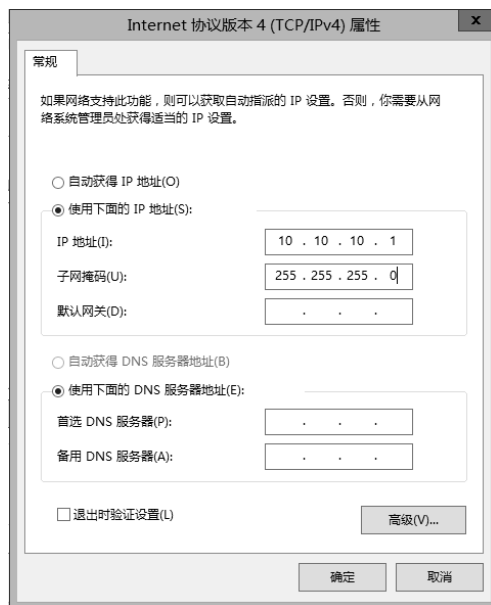 Internet 协议版本 4 (TCP/IPv4) 属性
x
常规
如果网络支持此功能，则可以获取自动指派的 IP 设置。否则，你需要从网
络系统管理员处获得适当的 IP 设置。
自动获得 IP 地址(O)
使用下面的 IP 地址(S):
IP 地址(I): 10 . 10 . 10 . 1
子网掩码(U): 255 . 255 . 255 . 0
默认网关(D): . . .
自动获得 DNS 服务器地址(B)
使用下面的 DNS 服务器地址(E):
首选 DNS 服务器(P): . . .
备用 DNS 服务器(A): . . .
退出时验证设置(L)
高级(V)...
确定 取消